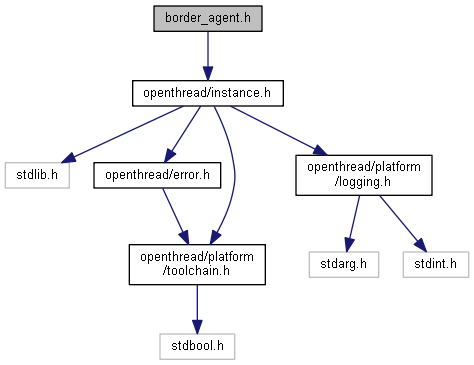 border_agent.h
openthread/instance.h
stdlib.h
openthread/error.h
openthread/platform
/logging.h
openthread/platform
/toolchain.h
stdarg.h
stdint.h
stdbool.h